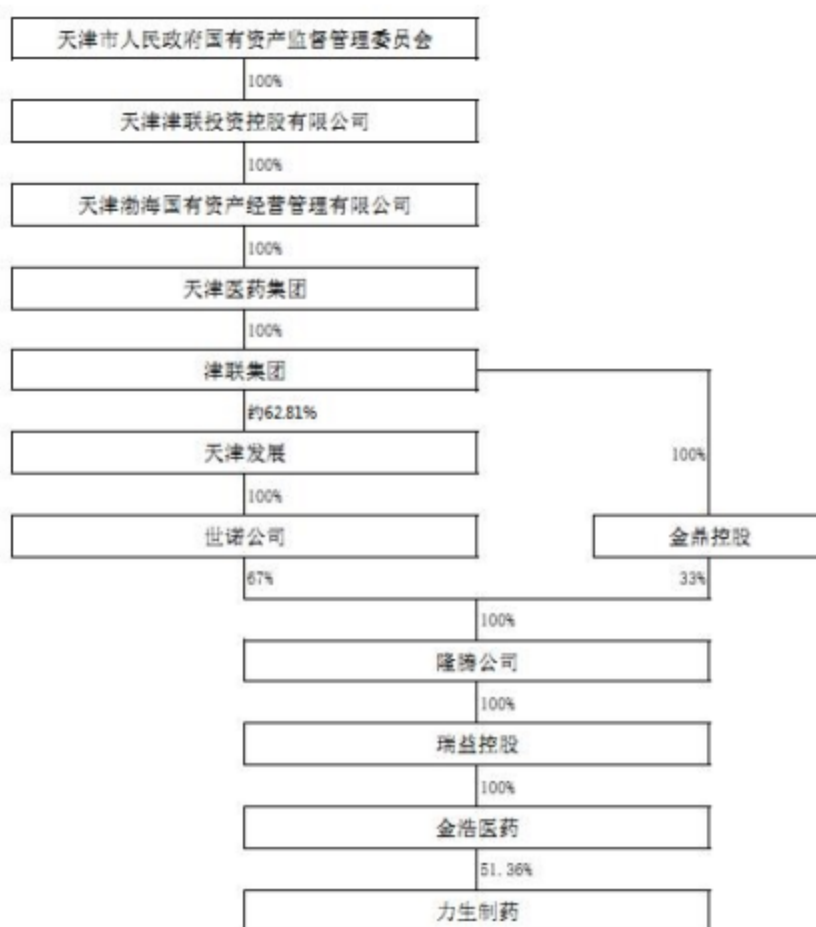 天津市人民政府国有资产监督管理委员会
100%
天津津联投资控股有限公司
100%
天津渤海国有资产经营管理有限公司
100%
天津医药集团
100%
津联集团
约62.81%
天津发展
100%
100%
世诺公司
金鼎控股
67%
33%
100%
隆腾公司
100%
瑞益控股
100%
金浩医药
51.36%
力生制药